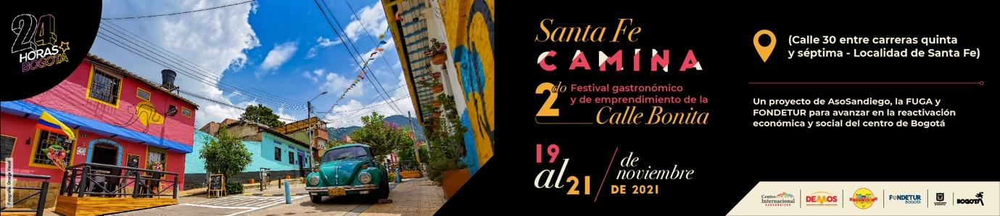 24
HORAS
BOGOTÁ
Fotografía: Omega Visual
Santa Fe
CAMINA
2do Festival gastronómico
y de emprendimiento de la
Calle Bonita
19
al 21
de
noviembre
DE 2021
(Calle 30 entre carreras quinta
y séptima - Localidad de Santa Fe)
Un proyecto de AsoSandiego, la FUGA y
FONDETUR para avanzar en la reactivación
económica y social del centro de Bogotá
Centro
Internacional
ASOSANDIEGO
DEMOS
FONDETUR
BOGOTÁ
BOGOTÁ